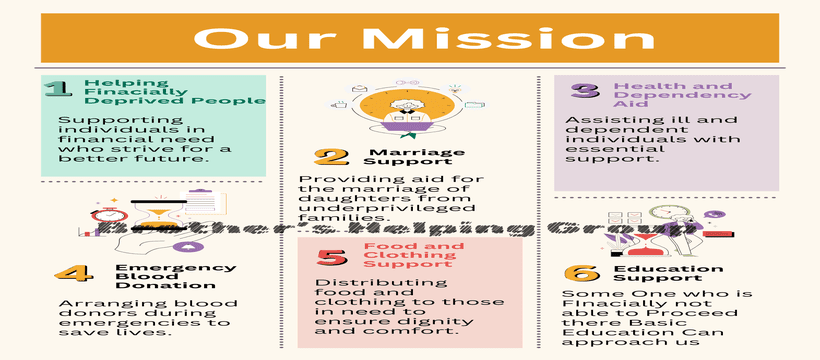 Our Mission
1 Helping
Finacially
Deprived People
Supporting
individuals in
financial need
who strive for a
better future.
2 Marriage
Support
Providing aid for
the marriage of
daughters from
underprivileged
families.
3 Health and
Dependency
Aid
Assisting ill and
dependent
individuals with
essential
support.
4 Emergency
Blood
Donation
Arranging blood
donors during
emergencies to
save lives.
5 Food and
Clothing
Support
Distributing
food and
clothing to those
in need to
ensure dignity
and comfort.
6 Education
Support
Some One who is
FInacially not
able to Proceed
there Basic
Education Can
approach us
Helping Group